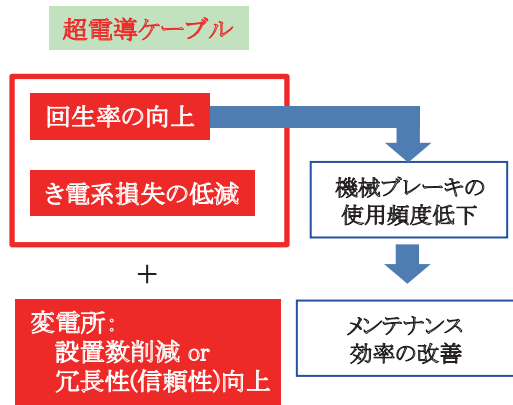 超電導ケーブル
回生率の向上
き電系損失の低減
機械ブレーキの
使用頻度低下
+
変電所：
設置数削減 or
冗長性(信頼性)向上
メンテナンス
効率の改善